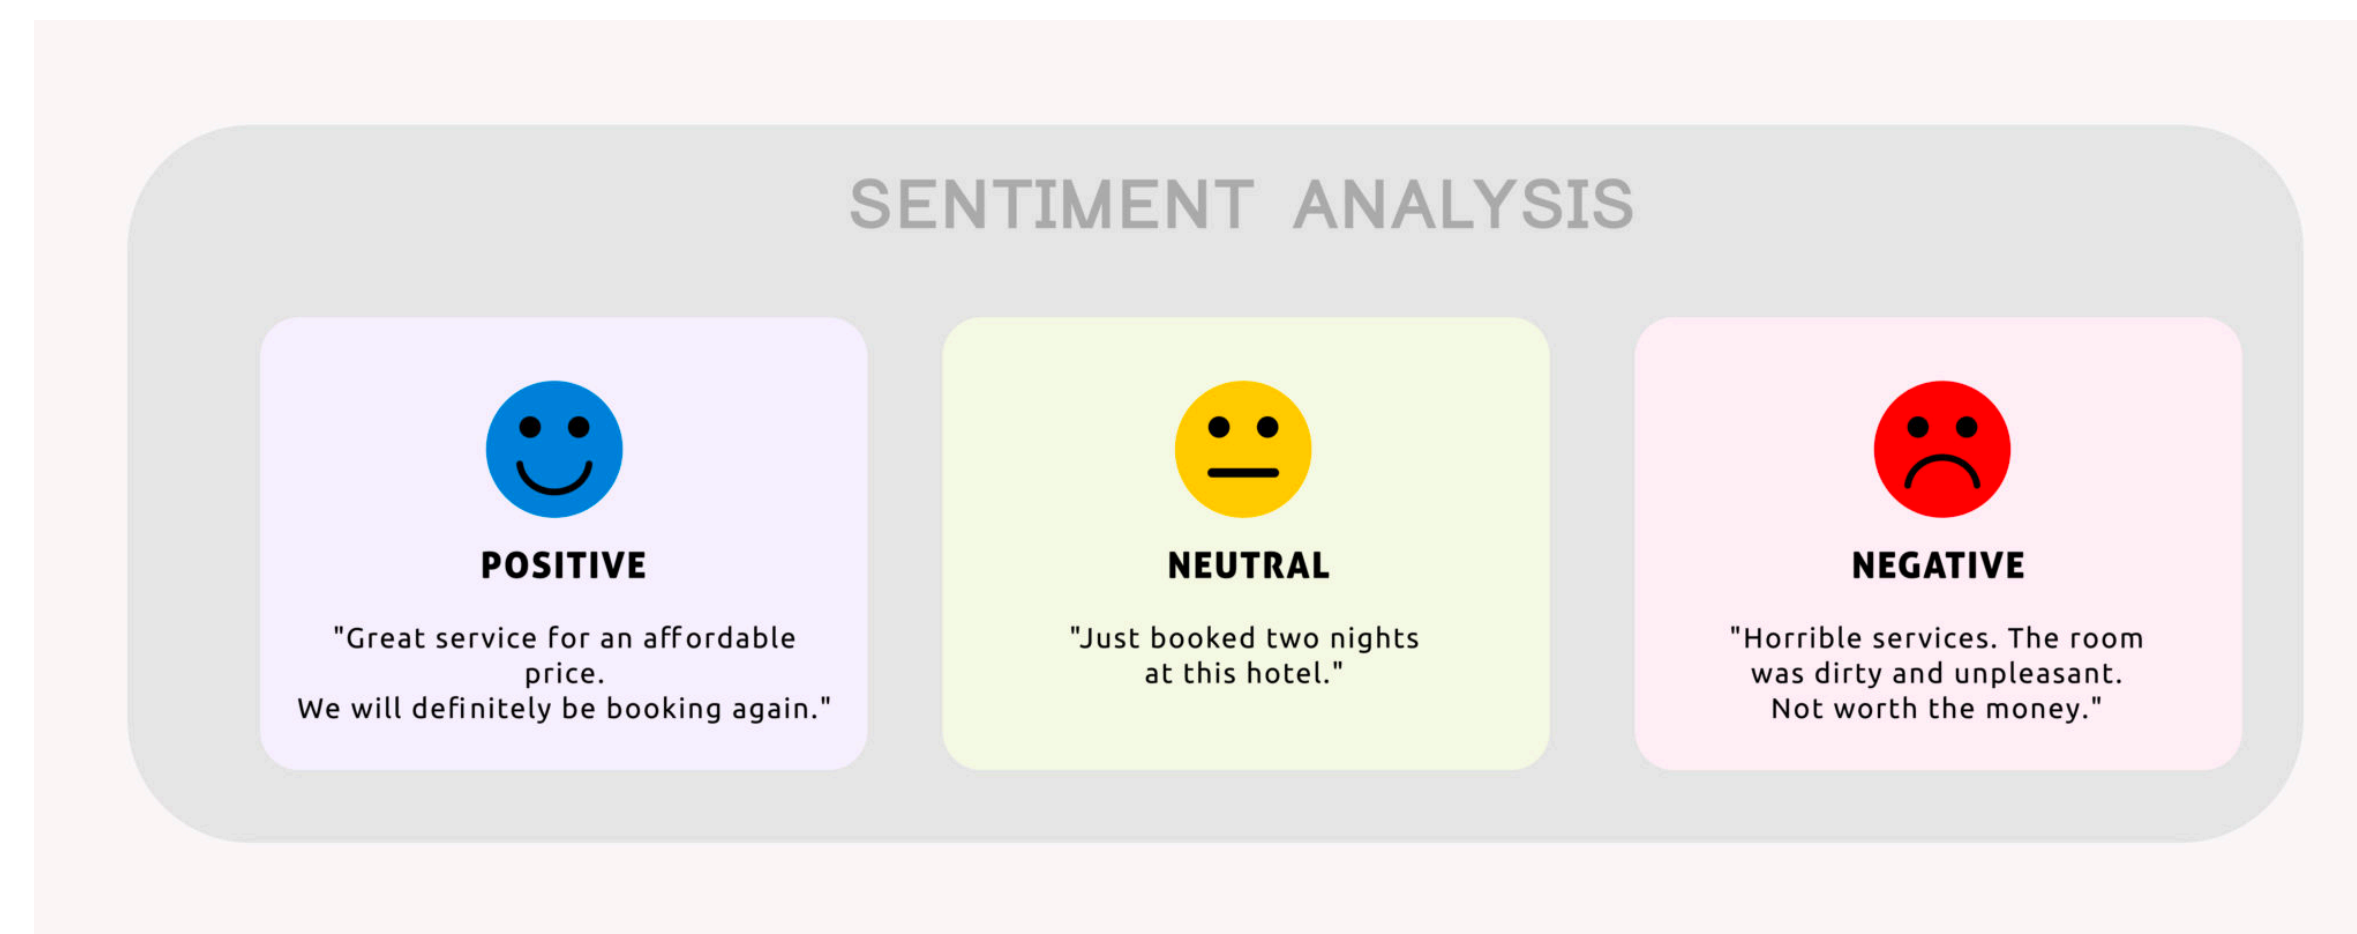 SENTIMENT ANALYSIS
POSITIVE
"Great service for an affordable
price.
We will definitely be booking again."
NEUTRAL
"Just booked two nights
at this hotel."
NEGATIVE
"Horrible services. The room
was dirty and unpleasant.
Not worth the money."